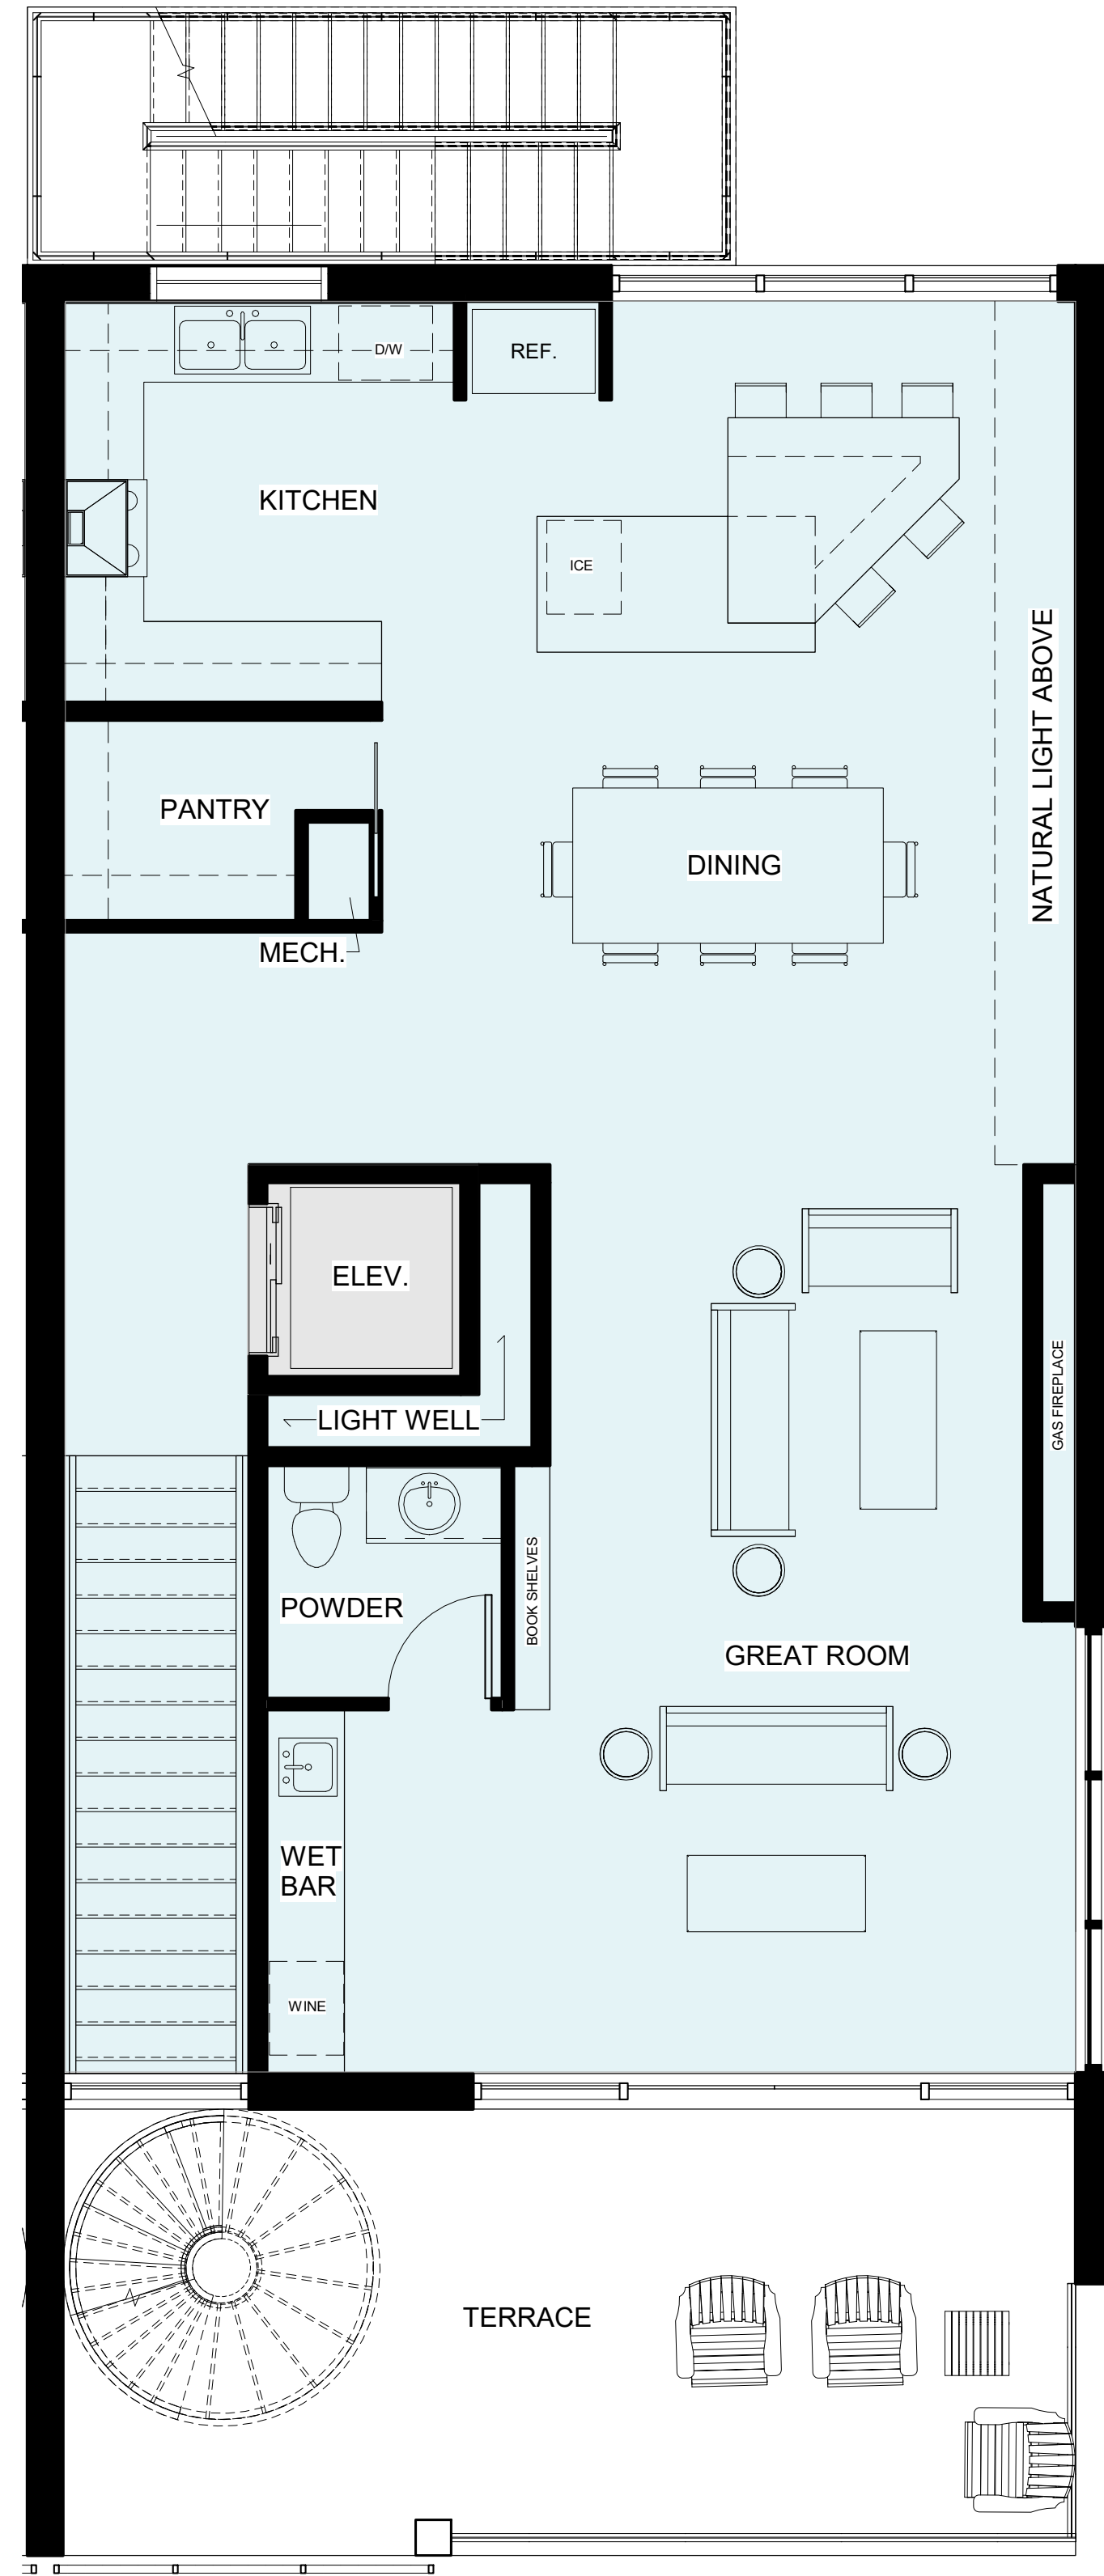 D/W
REF.
KITCHEN
ICE
NATURAL LIGHT ABOVE
PANTRY
DINING
MECH.
ELEV.
GAS FIREPLACE
LIGHT WELL
BOOK SHELVES
POWDER
GREAT ROOM
WET
BAR
WINE
TERRACE